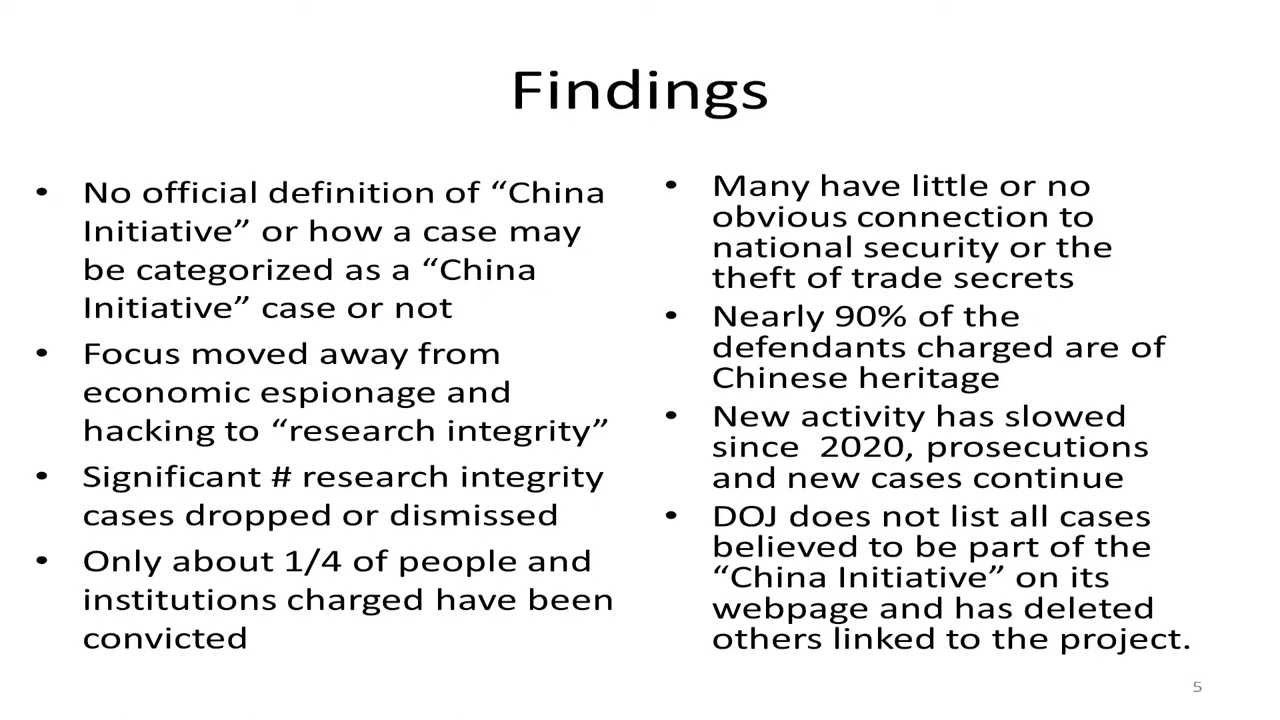 Findings
• No official definition of “China
Initiative” or how a case may
be categorized as a “China
Initiative” case or not
• Focus moved away from
economic espionage and
hacking to “research integrity”
• Significant # research integrity
cases dropped or dismissed
• Only about 1/4 of people and
institutions charged have been
convicted
• Many have little or no
obvious connection to
national security or the
theft of trade secrets
• Nearly 90% of the
defendants charged are of
Chinese heritage
• New activity has slowed
since  2020, prosecutions
and new cases continue
• DOJ does not list all cases
believed to be part of the
“China Initiative” on its
webpage and has deleted
others linked to the project.
5